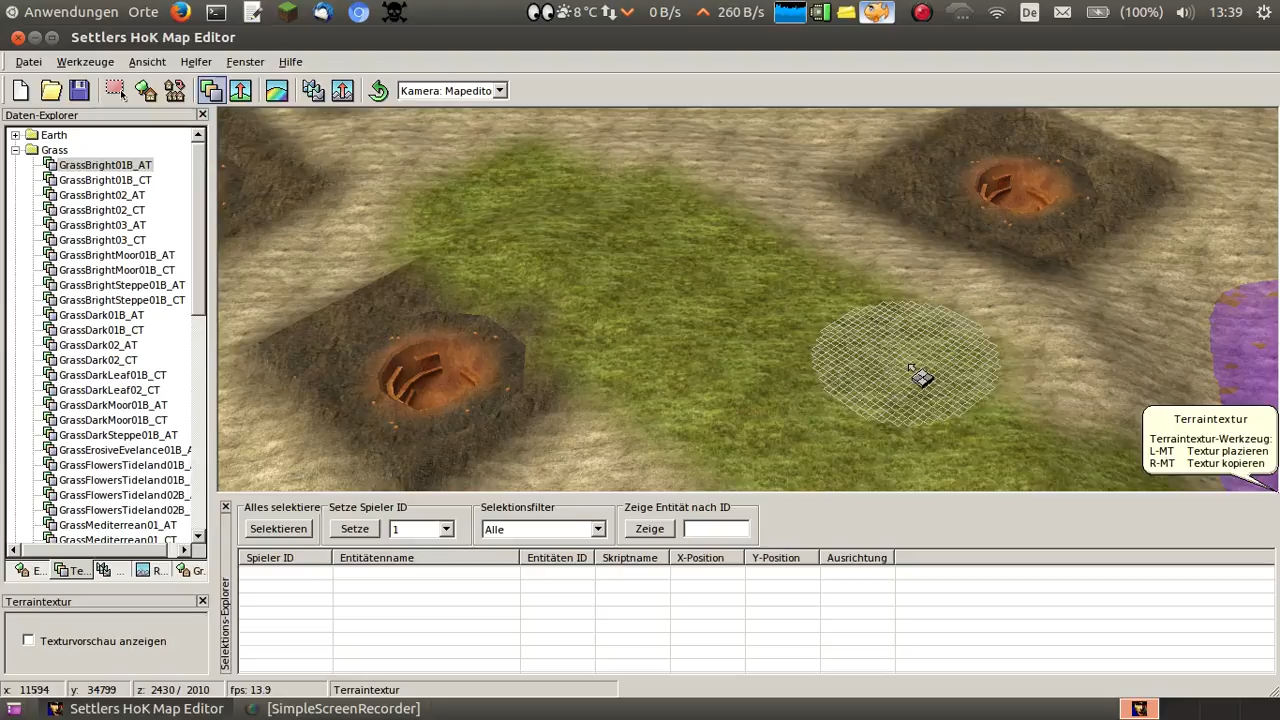 Anwendungen Orte 8 °C 0 B/s 260 B/s De (100%) 13:39
Settlers HoK Map Editor
Datei Werkzeuge Ansicht Helfer Fenster Hilfe
Kamera: Mapedito
Daten-Explorer
Earth
Grass
GrassBright01B_AT
GrassBright01B_CT
GrassBright02_AT
GrassBright02_CT
GrassBright03_AT
GrassBright03_CT
GrassBrightMoor01B_AT
GrassBrightMoor01B_CT
GrassBrightSteppe01B_AT
GrassBrightSteppe01B_CT
GrassDark01B_AT
GrassDark01B_CT
GrassDark02_AT
GrassDark02_CT
GrassDarkLeaf01B_CT
GrassDarkLeaf02_CT
GrassDarkMoor01B_AT
GrassDarkMoor01B_CT
GrassDarkSteppe01B_AT
GrassErosiveEvelance01B_A
GrassFlowersTideland01B_
GrassFlowersTideland01B_
GrassFlowersTideland02B_
GrassFlowersTideland02B_
GrassMediterrean01_AT
GrassMediterrean01_CT
E... Te... ... R... Gr.
Terraintextur
Texturvorschau anzeigen
Terraintextur
Terraintextur-Werkzeug:
L-MT Textur plazieren
R-MT Textur kopieren
Alles selektiere Setze Spieler ID Selektionsfilter Zeige Entität nach ID
Selektieren Setze 1 Alle Zeige
Spieler ID Entitätenname Entitäten ID Skriptname X-Position Y-Position Ausrichtung
Selektions-Explorer
x: 11594 y: 34799 z: 2430 / 2010 fps: 13.9 Terraintextur
Settlers HoK Map Editor [SimpleScreenRecorder]